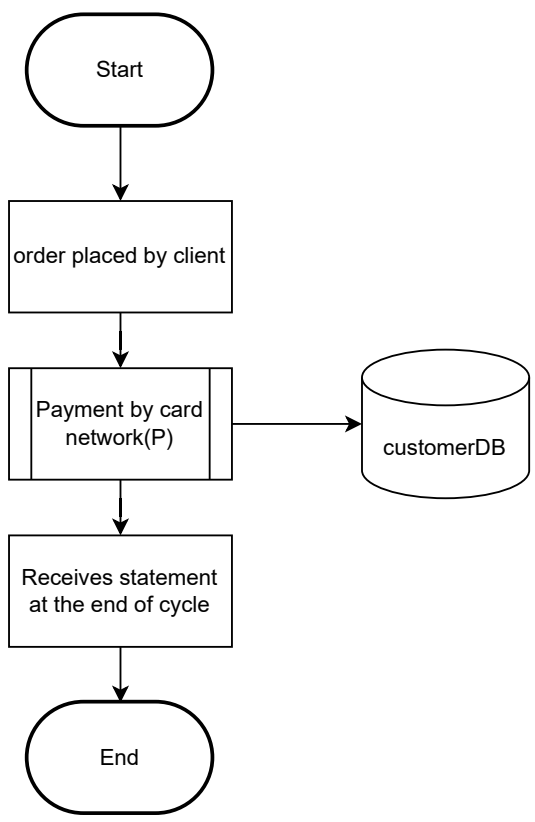 Start
order placed by client
Payment by card
network(P)
customerDB
Receives statement
at the end of cycle
End